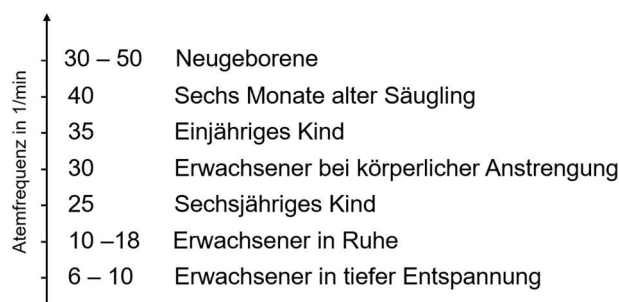 Atemfrequenz in 1/min
30 – 50 Neugeborene
40 Sechs Monate alter Säugling
35 Einjähriges Kind
30 Erwachsener bei körperlicher Anstrengung
25 Sechsjähriges Kind
10 –18 Erwachsener in Ruhe
6 – 10 Erwachsener in tiefer Entspannung